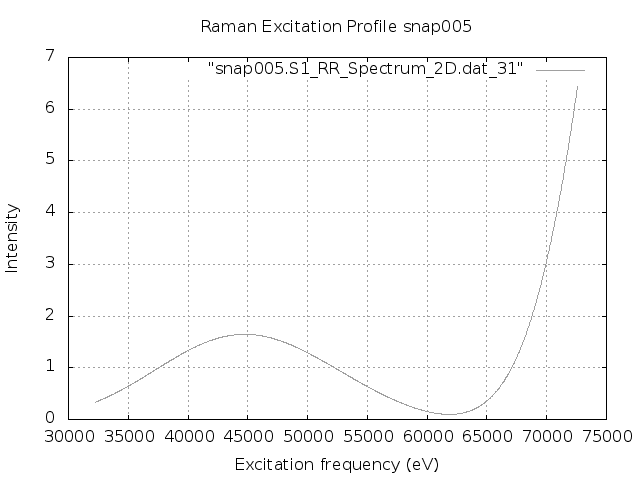 Raman Excitation Profile snap005
"snap005.S1_RR_Spectrum_2D.dat_31"
7
6
5
4
3
2
1
0
Intensity
30000 35000 40000 45000 50000 55000 60000 65000 70000 75000
Excitation frequency (eV)